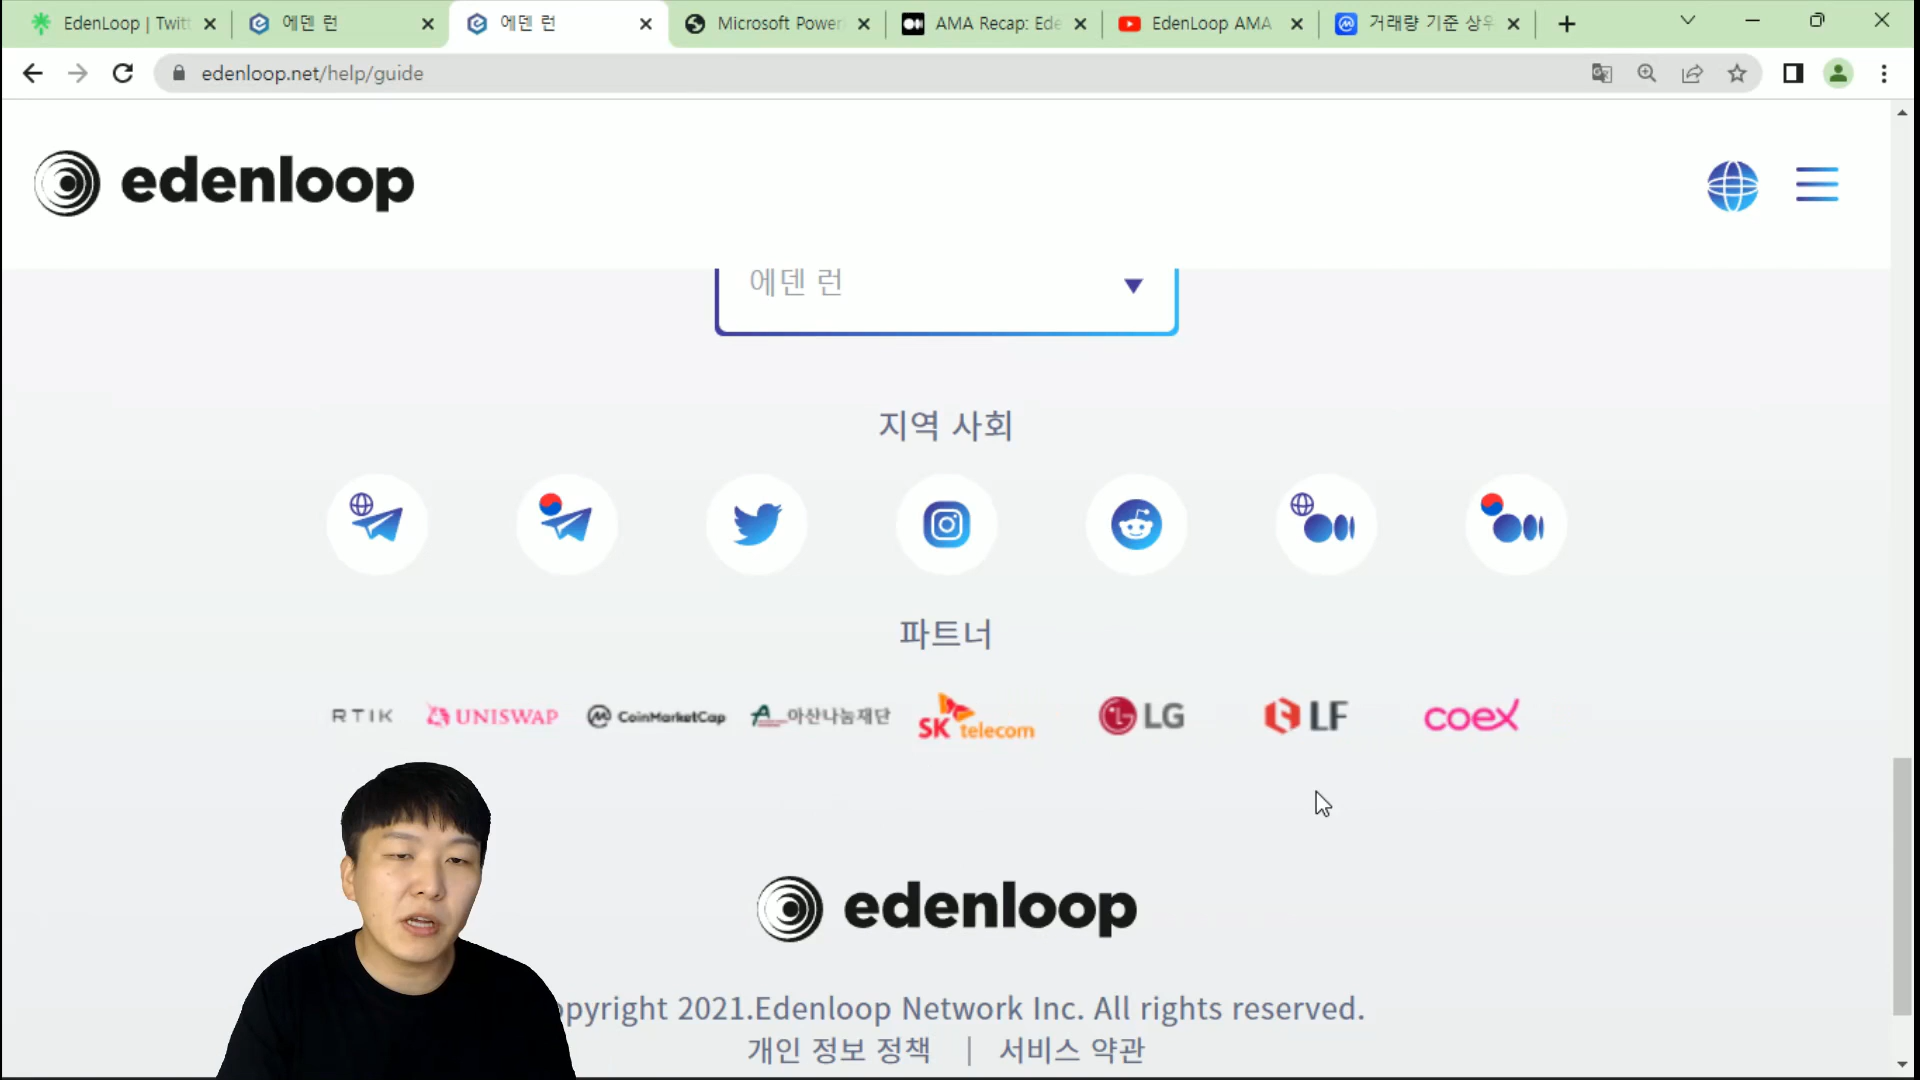 EdenLoop | Twitt
에덴 런
에덴 런
Microsoft Power
AMA Recap: Ede
EdenLoop AMA
거래량 기준 상위
edenloop.net/help/guide
edenloop
에덴 런
지역 사회
파트너
RTIK
UNISWAP
CoinMarketCap
아산나눔재단
SK telecom
LG
LF
coex
edenloop
opyright 2021.Edenloop Network Inc. All rights reserved.
개인 정보 정책 | 서비스 약관